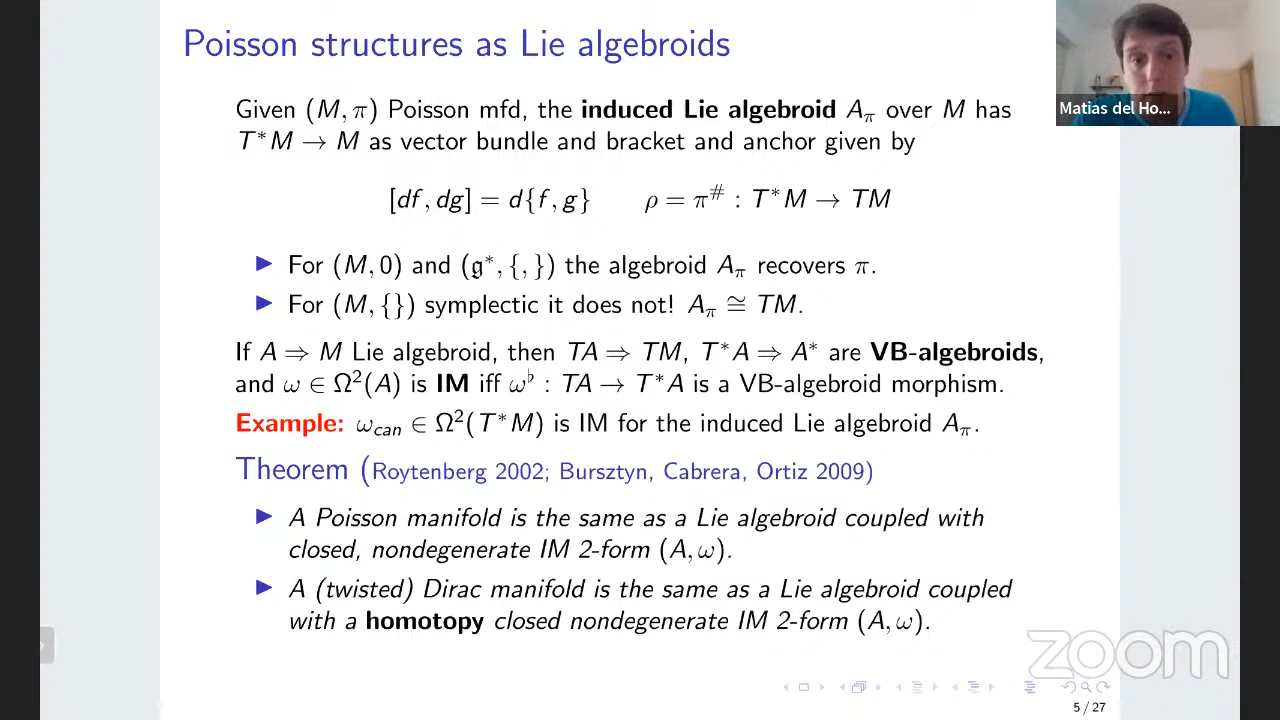 Poisson structures as Lie algebroids
Matias del Ho...
Given (M, π) Poisson mfd, the induced Lie algebroid A_π over M has
T*M → M as vector bundle and bracket and anchor given by
[df, dg] = d{f, g} ρ = π^# : T*M → TM
▶ For (M, 0) and (𝔤*, {, }) the algebroid A_π recovers π.
▶ For (M, {}) symplectic it does not! A_π ≅ TM.
If A ⇒ M Lie algebroid, then TA ⇒ TM, T*A ⇒ A* are VB-algebroids,
and ω ∈ Ω²(A) is IM iff ω^♭ : TA → T*A is a VB-algebroid morphism.
Example: ω_can ∈ Ω²(T*M) is IM for the induced Lie algebroid A_π.
Theorem (Roytenberg 2002; Bursztyn, Cabrera, Ortiz 2009)
▶ A Poisson manifold is the same as a Lie algebroid coupled with
closed, nondegenerate IM 2-form (A, ω).
▶ A (twisted) Dirac manifold is the same as a Lie algebroid coupled
with a homotopy closed nondegenerate IM 2-form (A, ω).
zoom
5 / 27